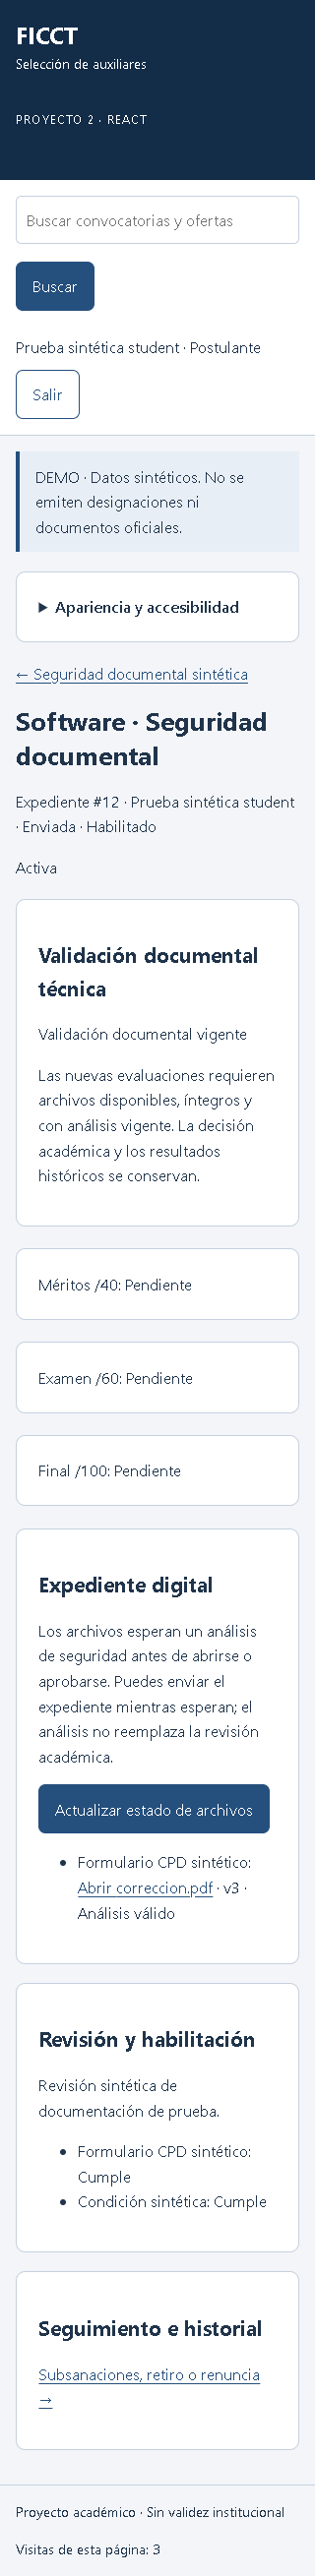 FICCT
Selección de auxiliares
PROYECTO 2 · REACT
Buscar convocatorias y ofertas
Buscar
Prueba sintética student · Postulante
Salir
DEMO · Datos sintéticos. No se
emiten designaciones ni
documentos oficiales.
▶ Apariencia y accesibilidad
← Seguridad documental sintética
Software · Seguridad
documental
Expediente #12 · Prueba sintética student
· Enviada · Habilitado
Activa
Validación documental
técnica
Validación documental vigente
Las nuevas evaluaciones requieren
archivos disponibles, íntegros y
con análisis vigente. La decisión
académica y los resultados
históricos se conservan.
Méritos /40: Pendiente
Examen /60: Pendiente
Final /100: Pendiente
Expediente digital
Los archivos esperan un análisis
de seguridad antes de abrirse o
aprobarse. Puedes enviar el
expediente mientras esperan; el
análisis no reemplaza la revisión
académica.
Actualizar estado de archivos
• Formulario CPD sintético:
Abrir correccion.pdf · v3 ·
Análisis válido
Revisión y habilitación
Revisión sintética de
documentación de prueba.
• Formulario CPD sintético:
Cumple
• Condición sintética: Cumple
Seguimiento e historial
Subsanaciones, retiro o renuncia
→
Proyecto académico · Sin validez institucional
Visitas de esta página: 3